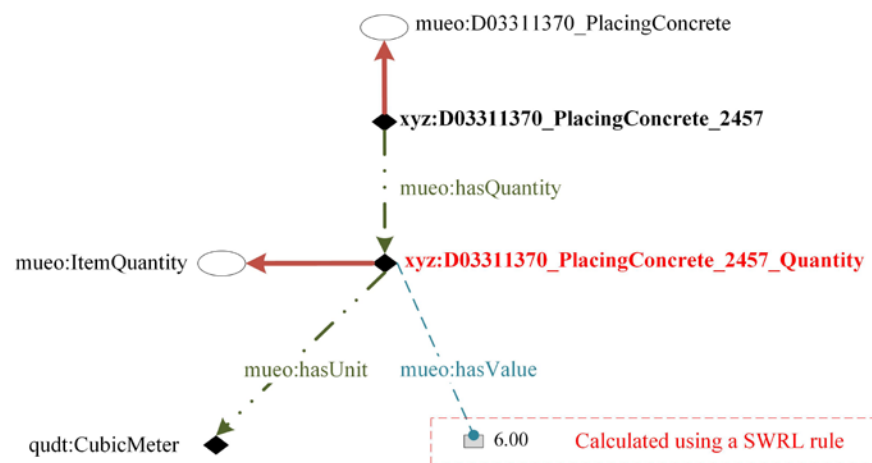 mueo:D03311370_PlacingConcrete
xyz:D03311370_PlacingConcrete_2457
mueo:hasQuantity
mueo:ItemQuantity
xyz:D03311370_PlacingConcrete_2457_Quantity
mueo:hasUnit
mueo:hasValue
qudt:CubicMeter
6.00
Calculated using a SWRL rule